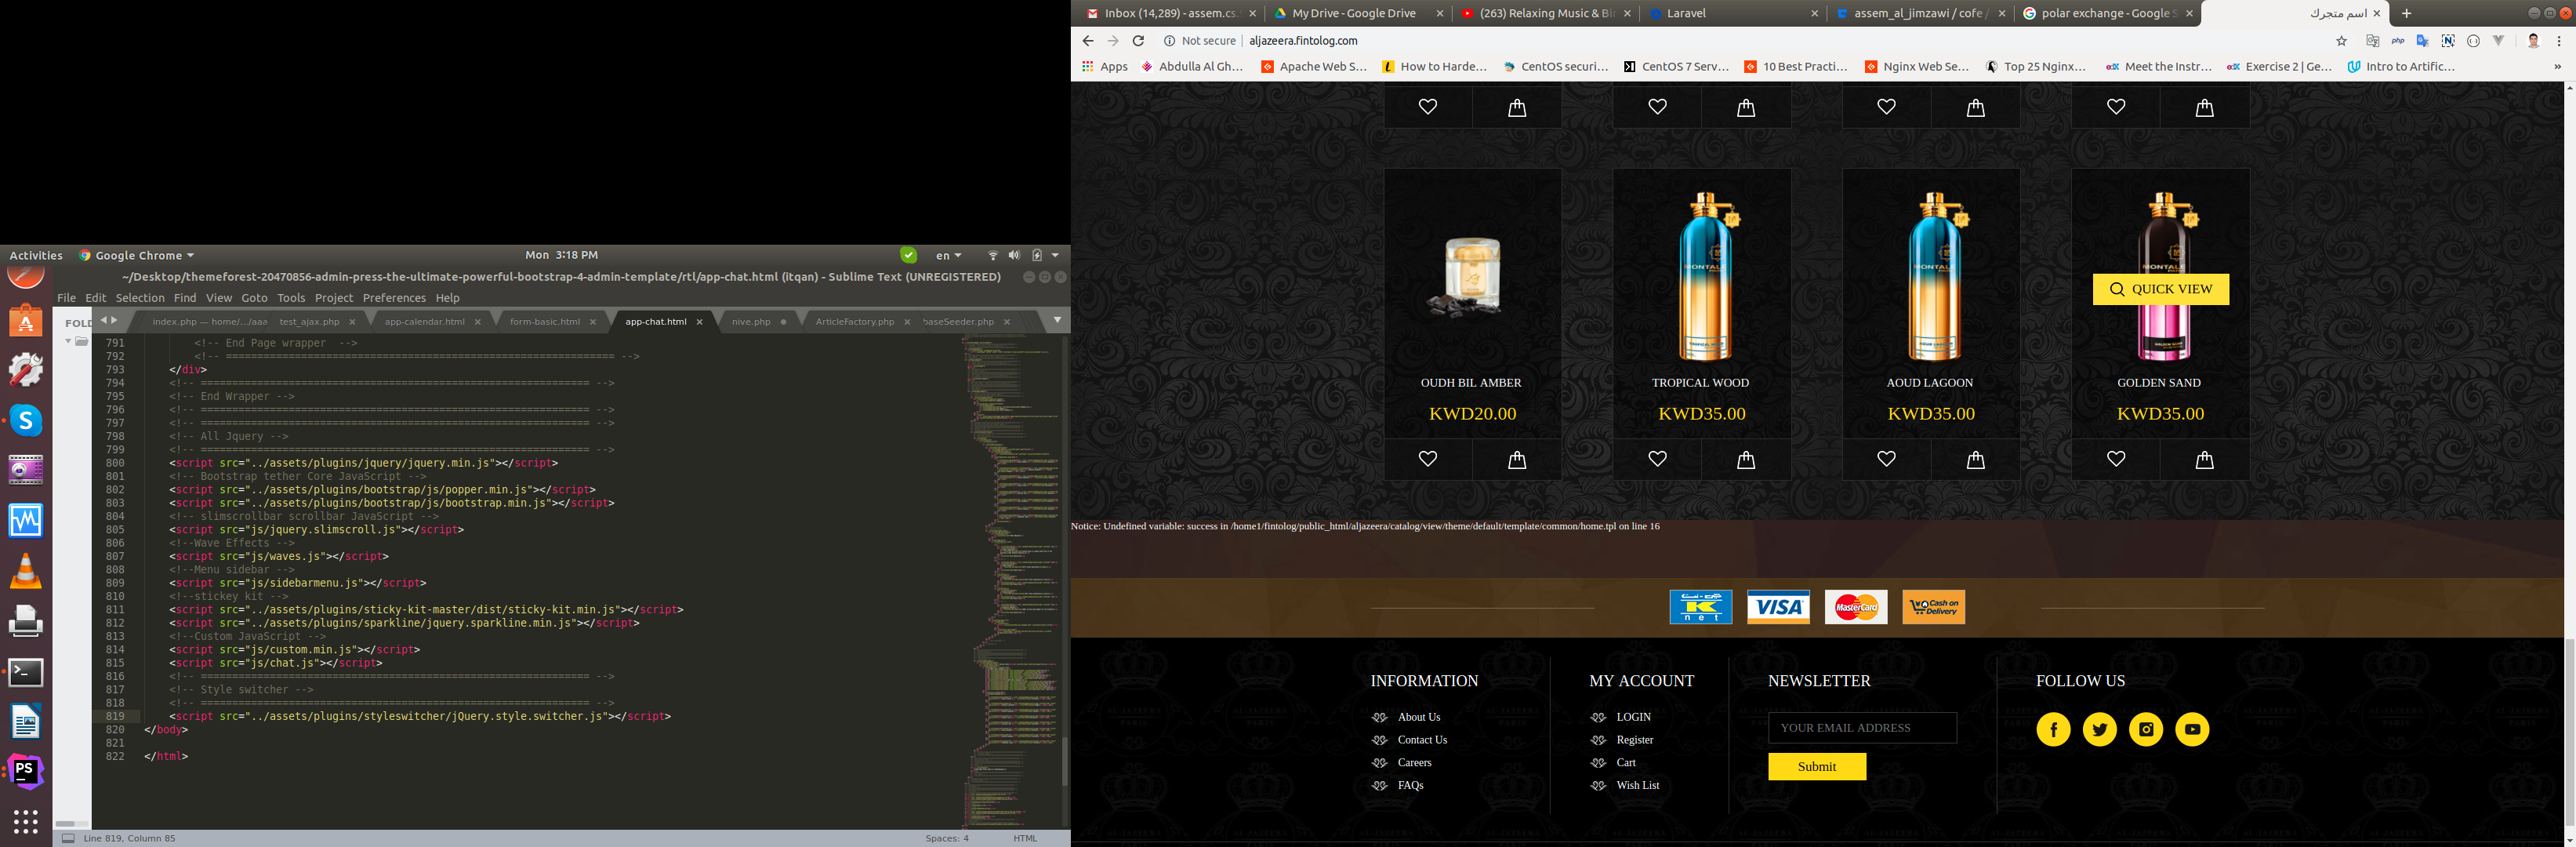 Activities
Google Chrome
Mon 3:18 PM
en
~/Desktop/themeforest-20470856-admin-press-the-ultimate-powerful-bootstrap-4-admin-template/rtl/app-chat.html (itqan) - Sublime Text (UNREGISTERED)
File Edit Selection Find View Goto Tools Project Preferences Help
FOLD
index.php — home/.../aaa
test_ajax.php
app-calendar.html
form-basic.html
app-chat.html
nive.php
ArticleFactory.php
baseSeeder.php
791 <!-- End Page wrapper  -->
792 <!-- ============================================================== -->
793 </div>
794 <!-- ============================================================== -->
795 <!-- End Wrapper -->
796 <!-- ============================================================== -->
797 <!-- ============================================================== -->
798 <!-- All Jquery -->
799 <!-- ============================================================== -->
800 <script src="../assets/plugins/jquery/jquery.min.js"></script>
801 <!-- Bootstrap tether Core JavaScript -->
802 <script src="../assets/plugins/bootstrap/js/popper.min.js"></script>
803 <script src="../assets/plugins/bootstrap/js/bootstrap.min.js"></script>
804 <!-- slimscrollbar scrollbar JavaScript -->
805 <script src="js/jquery.slimscroll.js"></script>
806 <!--Wave Effects -->
807 <script src="js/waves.js"></script>
808 <!--Menu sidebar -->
809 <script src="js/sidebarmenu.js"></script>
810 <!--stickey kit -->
811 <script src="../assets/plugins/sticky-kit-master/dist/sticky-kit.min.js"></script>
812 <script src="../assets/plugins/sparkline/jquery.sparkline.min.js"></script>
813 <!--Custom JavaScript -->
814 <script src="js/custom.min.js"></script>
815 <script src="js/chat.js"></script>
816 <!-- ============================================================== -->
817 <!-- Style switcher -->
818 <!-- ============================================================== -->
819 <script src="../assets/plugins/styleswitcher/jQuery.style.switcher.js"></script>
820 </body>
821
822 </html>
Line 819, Column 85
Spaces: 4
HTML
Inbox (14,289) - assem.cs.
My Drive - Google Drive
(263) Relaxing Music & Bir
Laravel
assem_al_jimzawi / cofe /
polar exchange - Google S
اسم متجرك
Not secure
aljazeera.fintolog.com
Apps
Abdulla Al Gh...
Apache Web S...
How to Harde...
CentOS securi...
CentOS 7 Serv...
10 Best Practi...
Nginx Web Se...
Top 25 Nginx...
Meet the Instr...
Exercise 2 | Ge...
Intro to Artific...
»
MONTALE
MONTALE
MONTALE
QUICK VIEW
OUDH BIL AMBER
TROPICAL WOOD
AOUD LAGOON
GOLDEN SAND
KWD20.00
KWD35.00
KWD35.00
KWD35.00
Notice: Undefined variable: success in /home1/fintolog/public_html/aljazeera/catalog/view/theme/default/template/common/home.tpl on line 16
K
net
VISA
MasterCard
Cash on
Delivery
INFORMATION
About Us
Contact Us
Careers
FAQs
MY ACCOUNT
LOGIN
Register
Cart
Wish List
NEWSLETTER
YOUR EMAIL ADDRESS
Submit
FOLLOW US